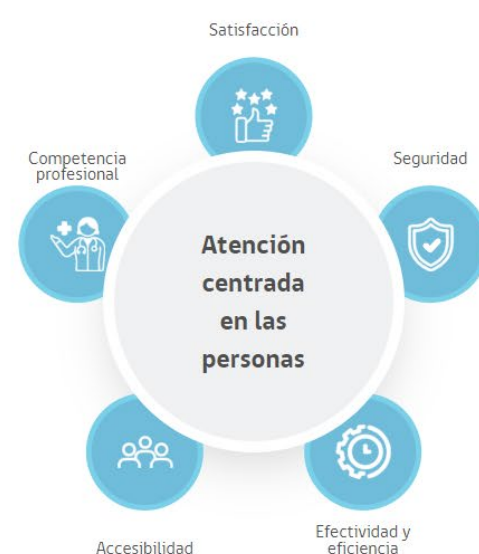 Satisfacción
Competencia
profesional
Seguridad
Atención
centrada
en las
personas
Accesibilidad
Efectividad y
eficiencia